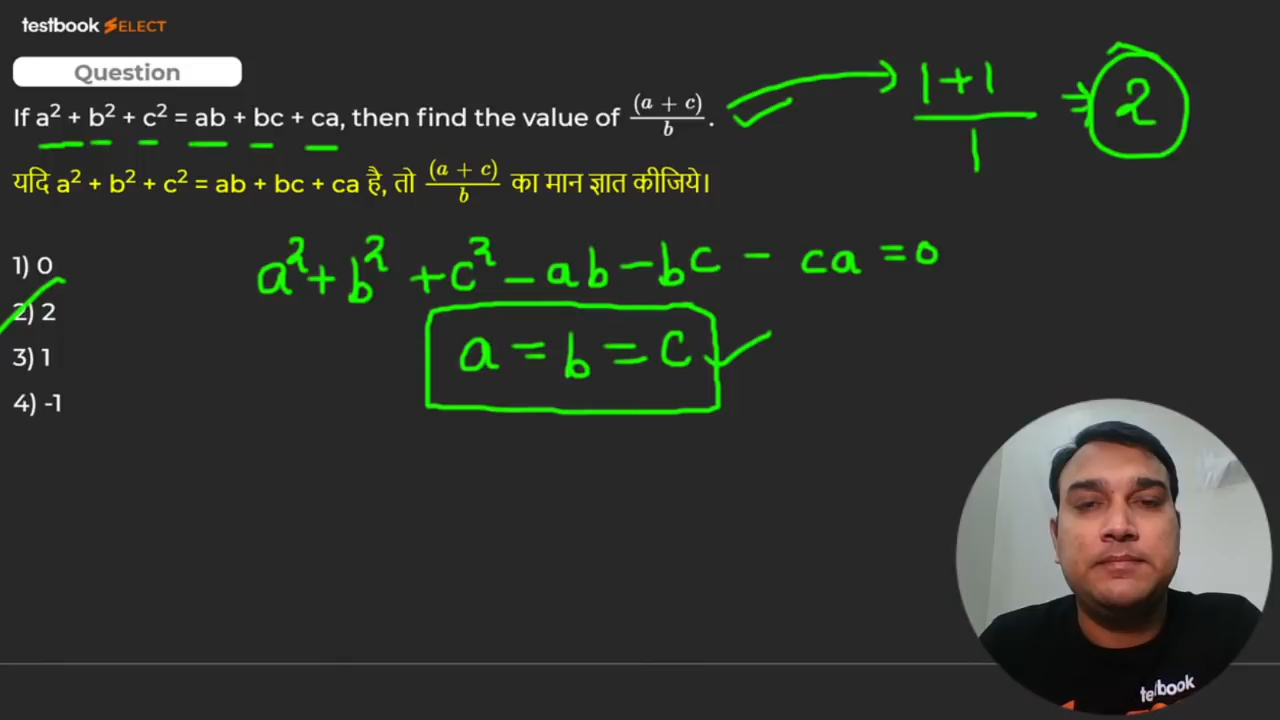 testbook SELECT
Question
If a² + b² + c² = ab + bc + ca, then find the value of (a + c)/b.
यदि a² + b² + c² = ab + bc + ca है, तो (a + c)/b का मान ज्ञात कीजिये।
1) 0
2) 2
3) 1
4) -1
1+1/1 ⇒ 2
a² + b² + c² - ab - bc - ca = 0
a = b = c
testbook